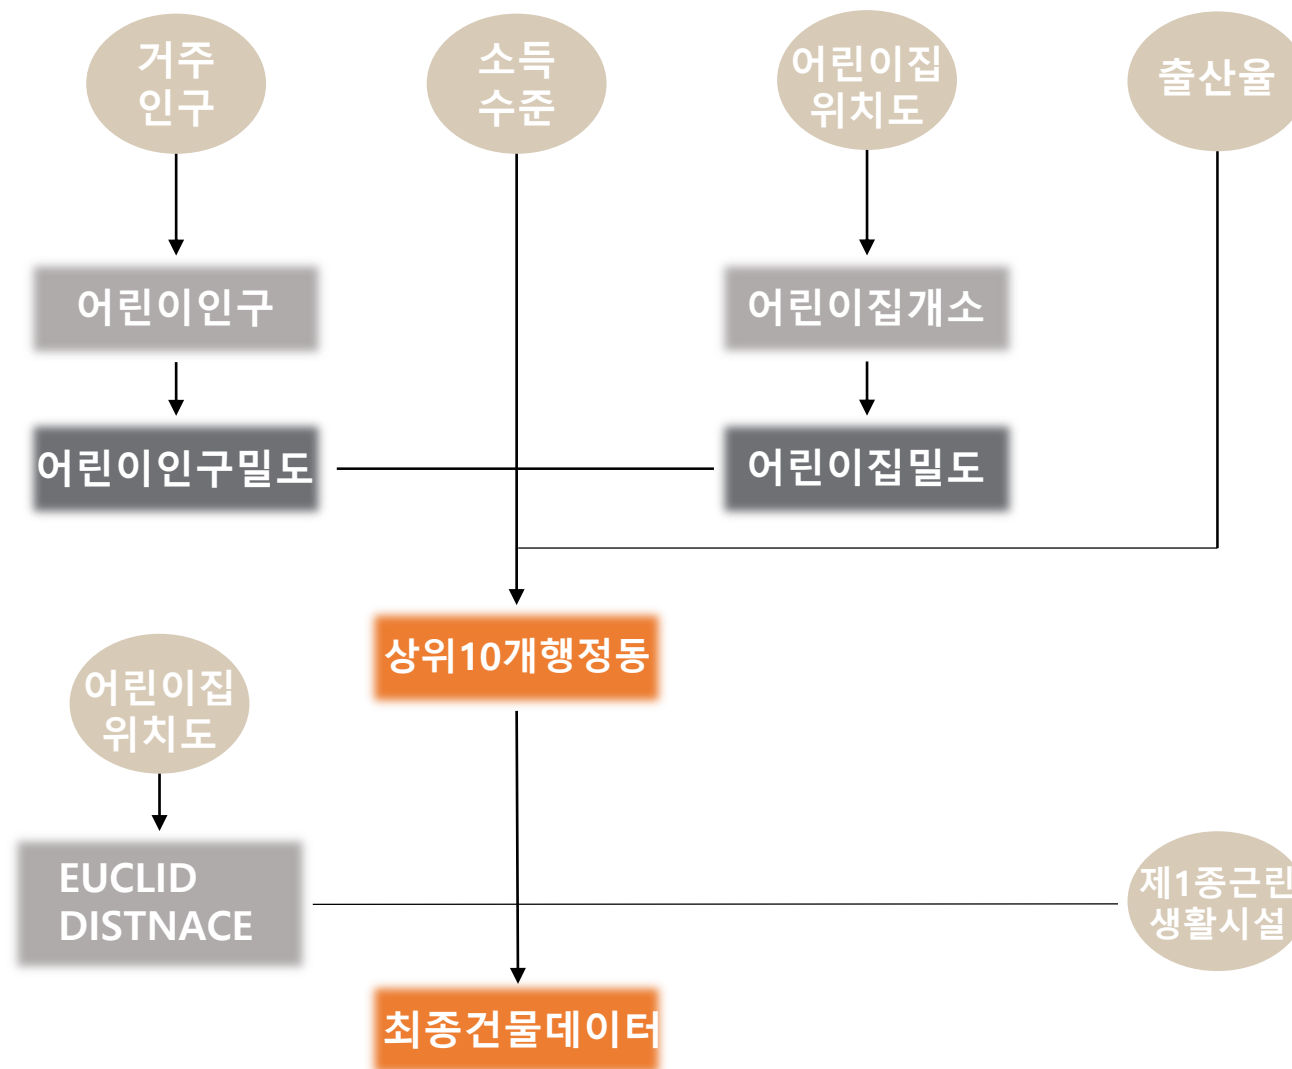 거주
인구
소득
수준
어린이집
위치도
출산율
어린이인구
어린이집개소
어린이인구밀도
어린이집밀도
상위10개행정동
어린이집
위치도
EUCLID
DISTNACE
제1종근린
생활시설
최종건물데이터